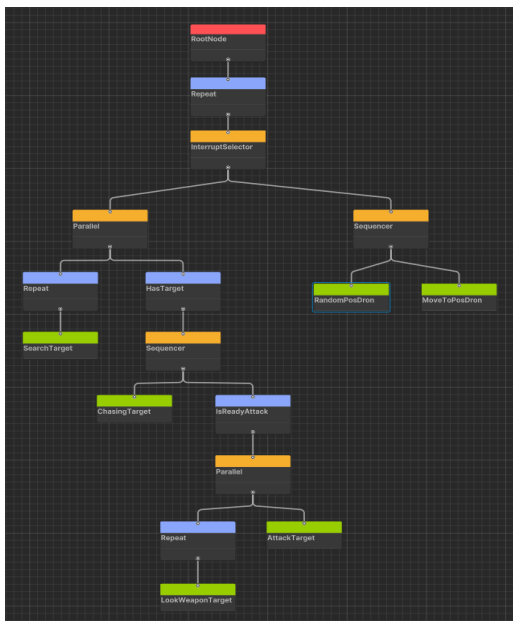 RootNode
Repeat
InterruptSelector
Parallel
Sequencer
Repeat
HasTarget
RandomPosDron
MoveToPosDron
SearchTarget
Sequencer
ChasingTarget
IsReadyAttack
Parallel
Repeat
AttackTarget
LookWeaponTarget